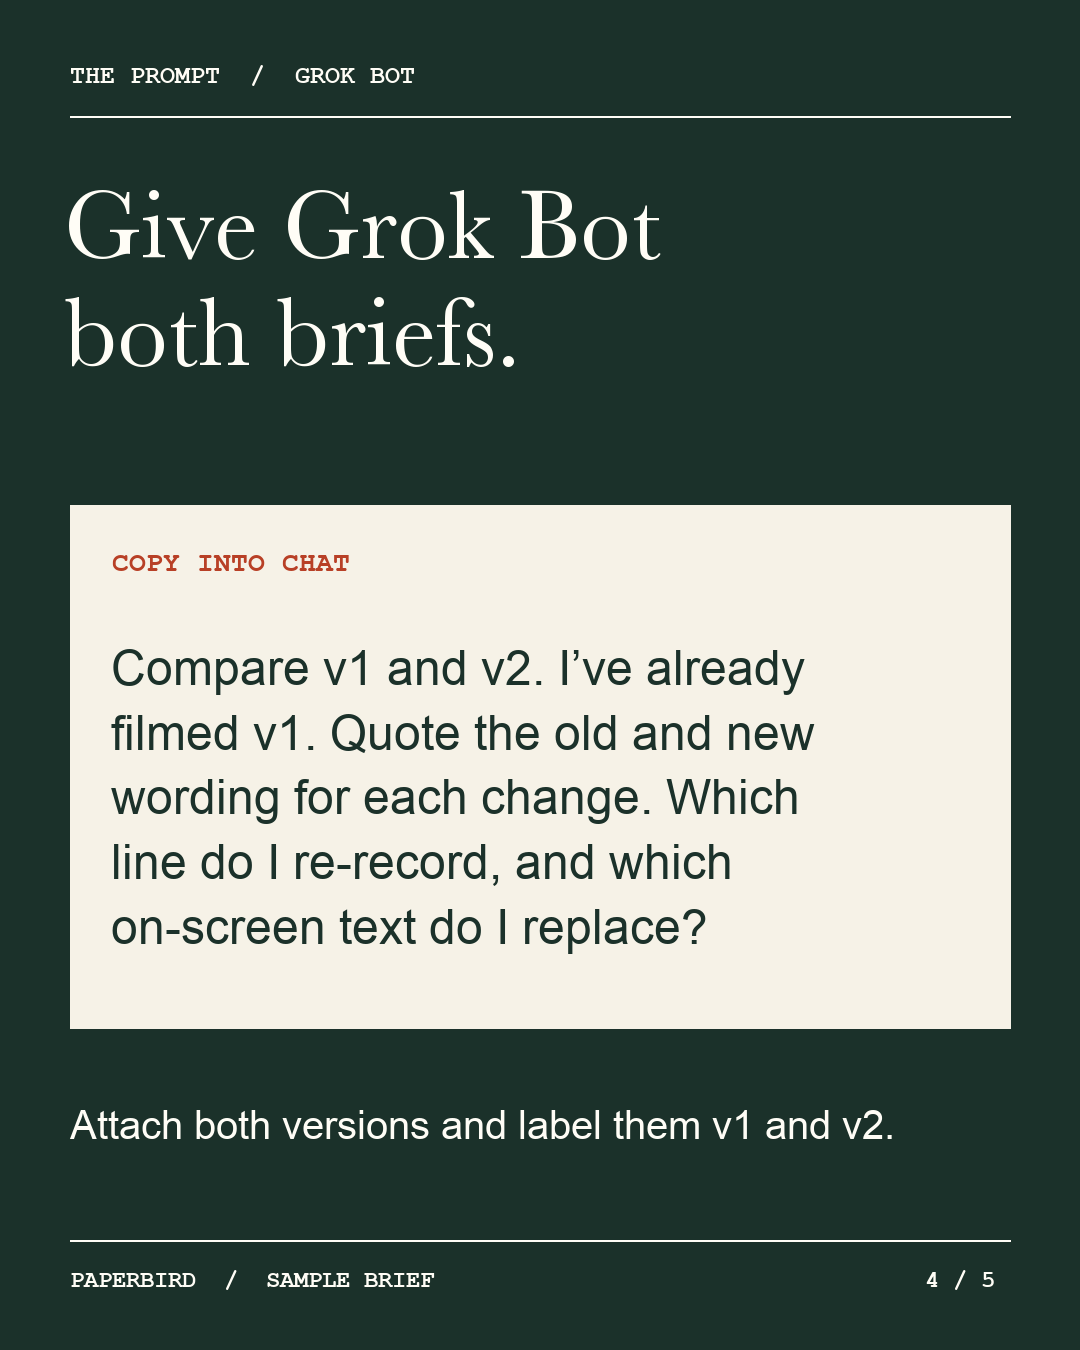 THE PROMPT / GROK BOT
Give Grok Bot
both briefs.
COPY INTO CHAT
Compare v1 and v2. I’ve already
filmed v1. Quote the old and new
wording for each change. Which
line do I re-record, and which
on-screen text do I replace?
Attach both versions and label them v1 and v2.
PAPERBIRD / SAMPLE BRIEF
4 / 5